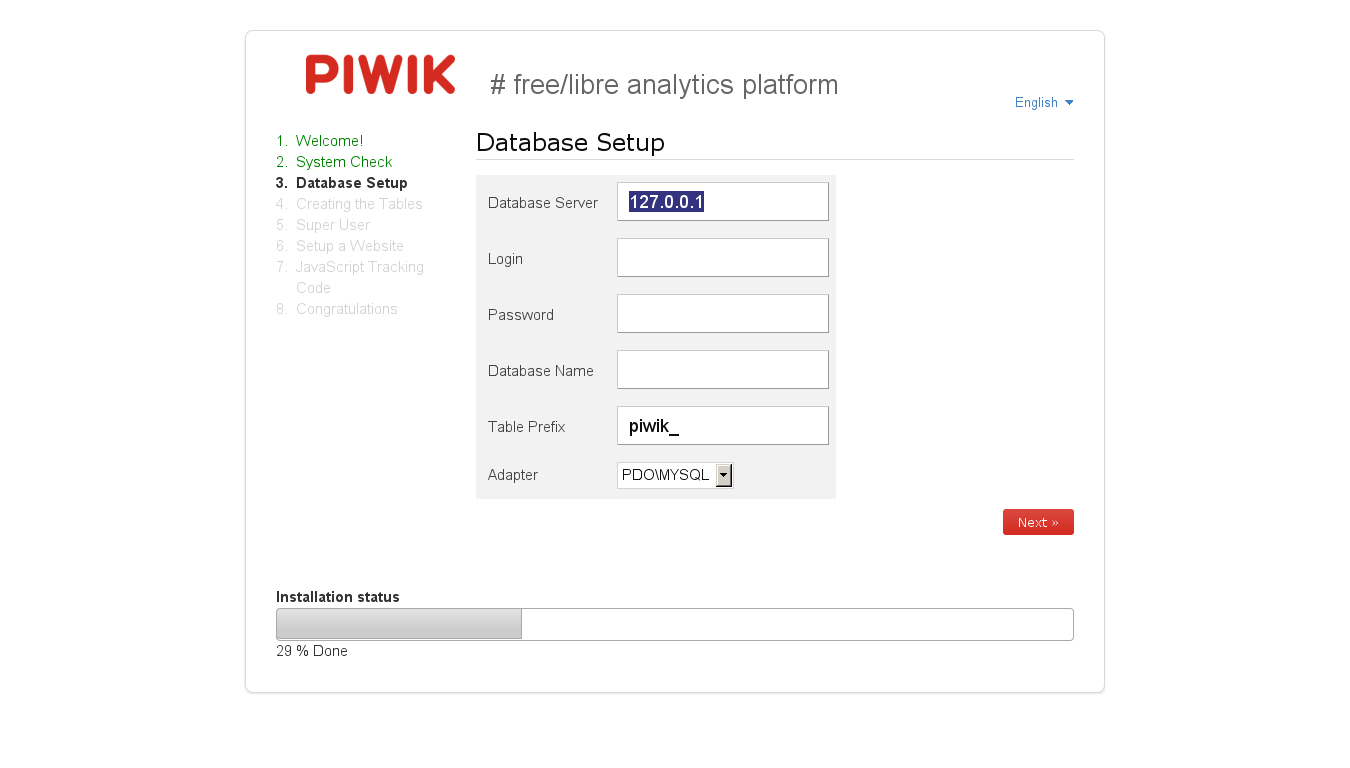 PIWIK
# free/libre analytics platform
English
1. Welcome!
2. System Check
3. Database Setup
4. Creating the Tables
5. Super User
6. Setup a Website
7. JavaScript Tracking
Code
8. Congratulations
Database Setup
Database Server 127.0.0.1
Login
Password
Database Name
Table Prefix piwik_
Adapter PDO\MYSQL
Next »
Installation status
29 % Done